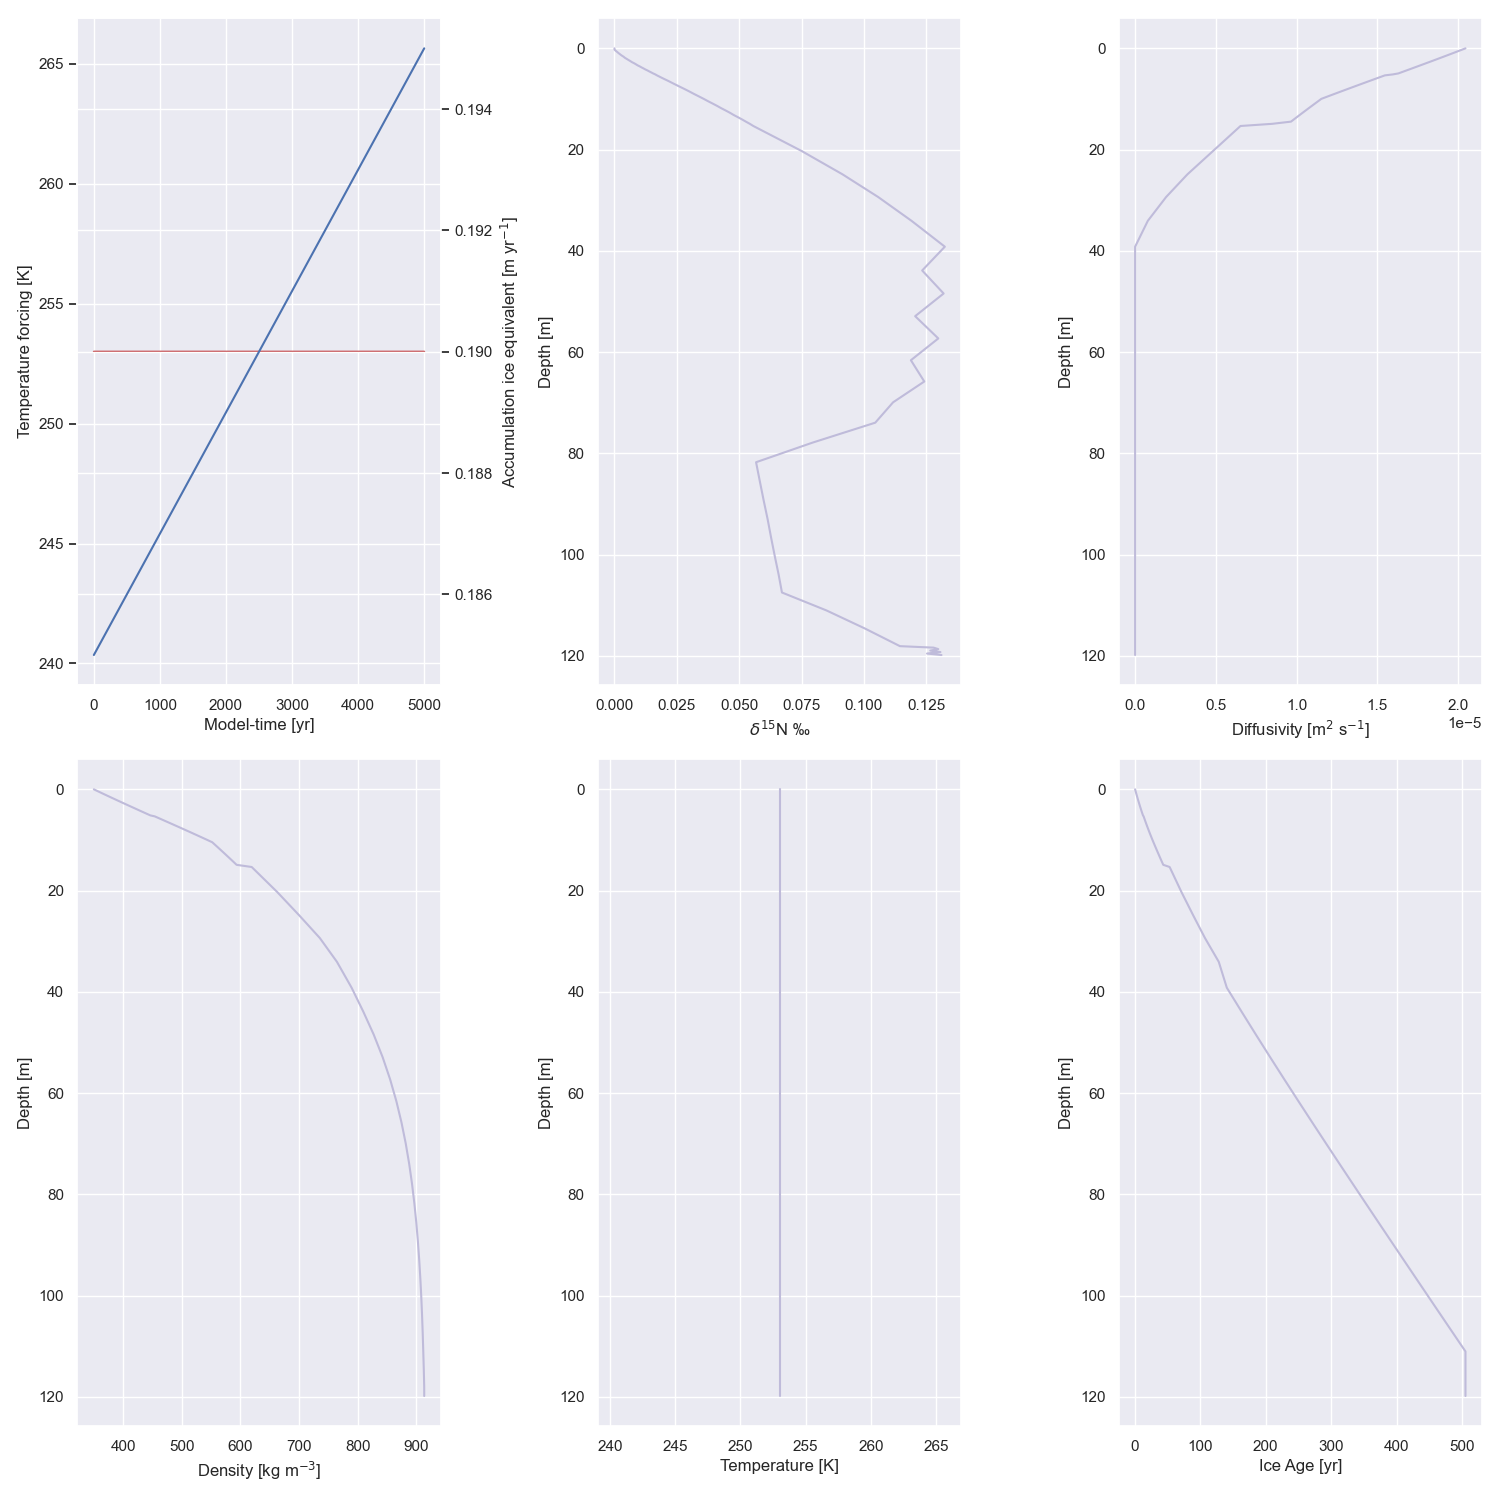 265
260
255
250
245
240
Temperature forcing [K]
0.194
0.192
0.190
0.188
0.186
Accumulation ice equivalent [m yr⁻¹]
0 1000 2000 3000 4000 5000
Model-time [yr]
0
20
40
60
80
100
120
Depth [m]
0.000 0.025 0.050 0.075 0.100 0.125
δ¹⁵N ‰
0
20
40
60
80
100
120
Depth [m]
0.0 0.5 1.0 1.5 2.0
1e−5
Diffusivity [m² s⁻¹]
0
20
40
60
80
100
120
Depth [m]
400 500 600 700 800 900
Density [kg m⁻³]
0
20
40
60
80
100
120
Depth [m]
240 245 250 255 260 265
Temperature [K]
0
20
40
60
80
100
120
Depth [m]
0 100 200 300 400 500
Ice Age [yr]